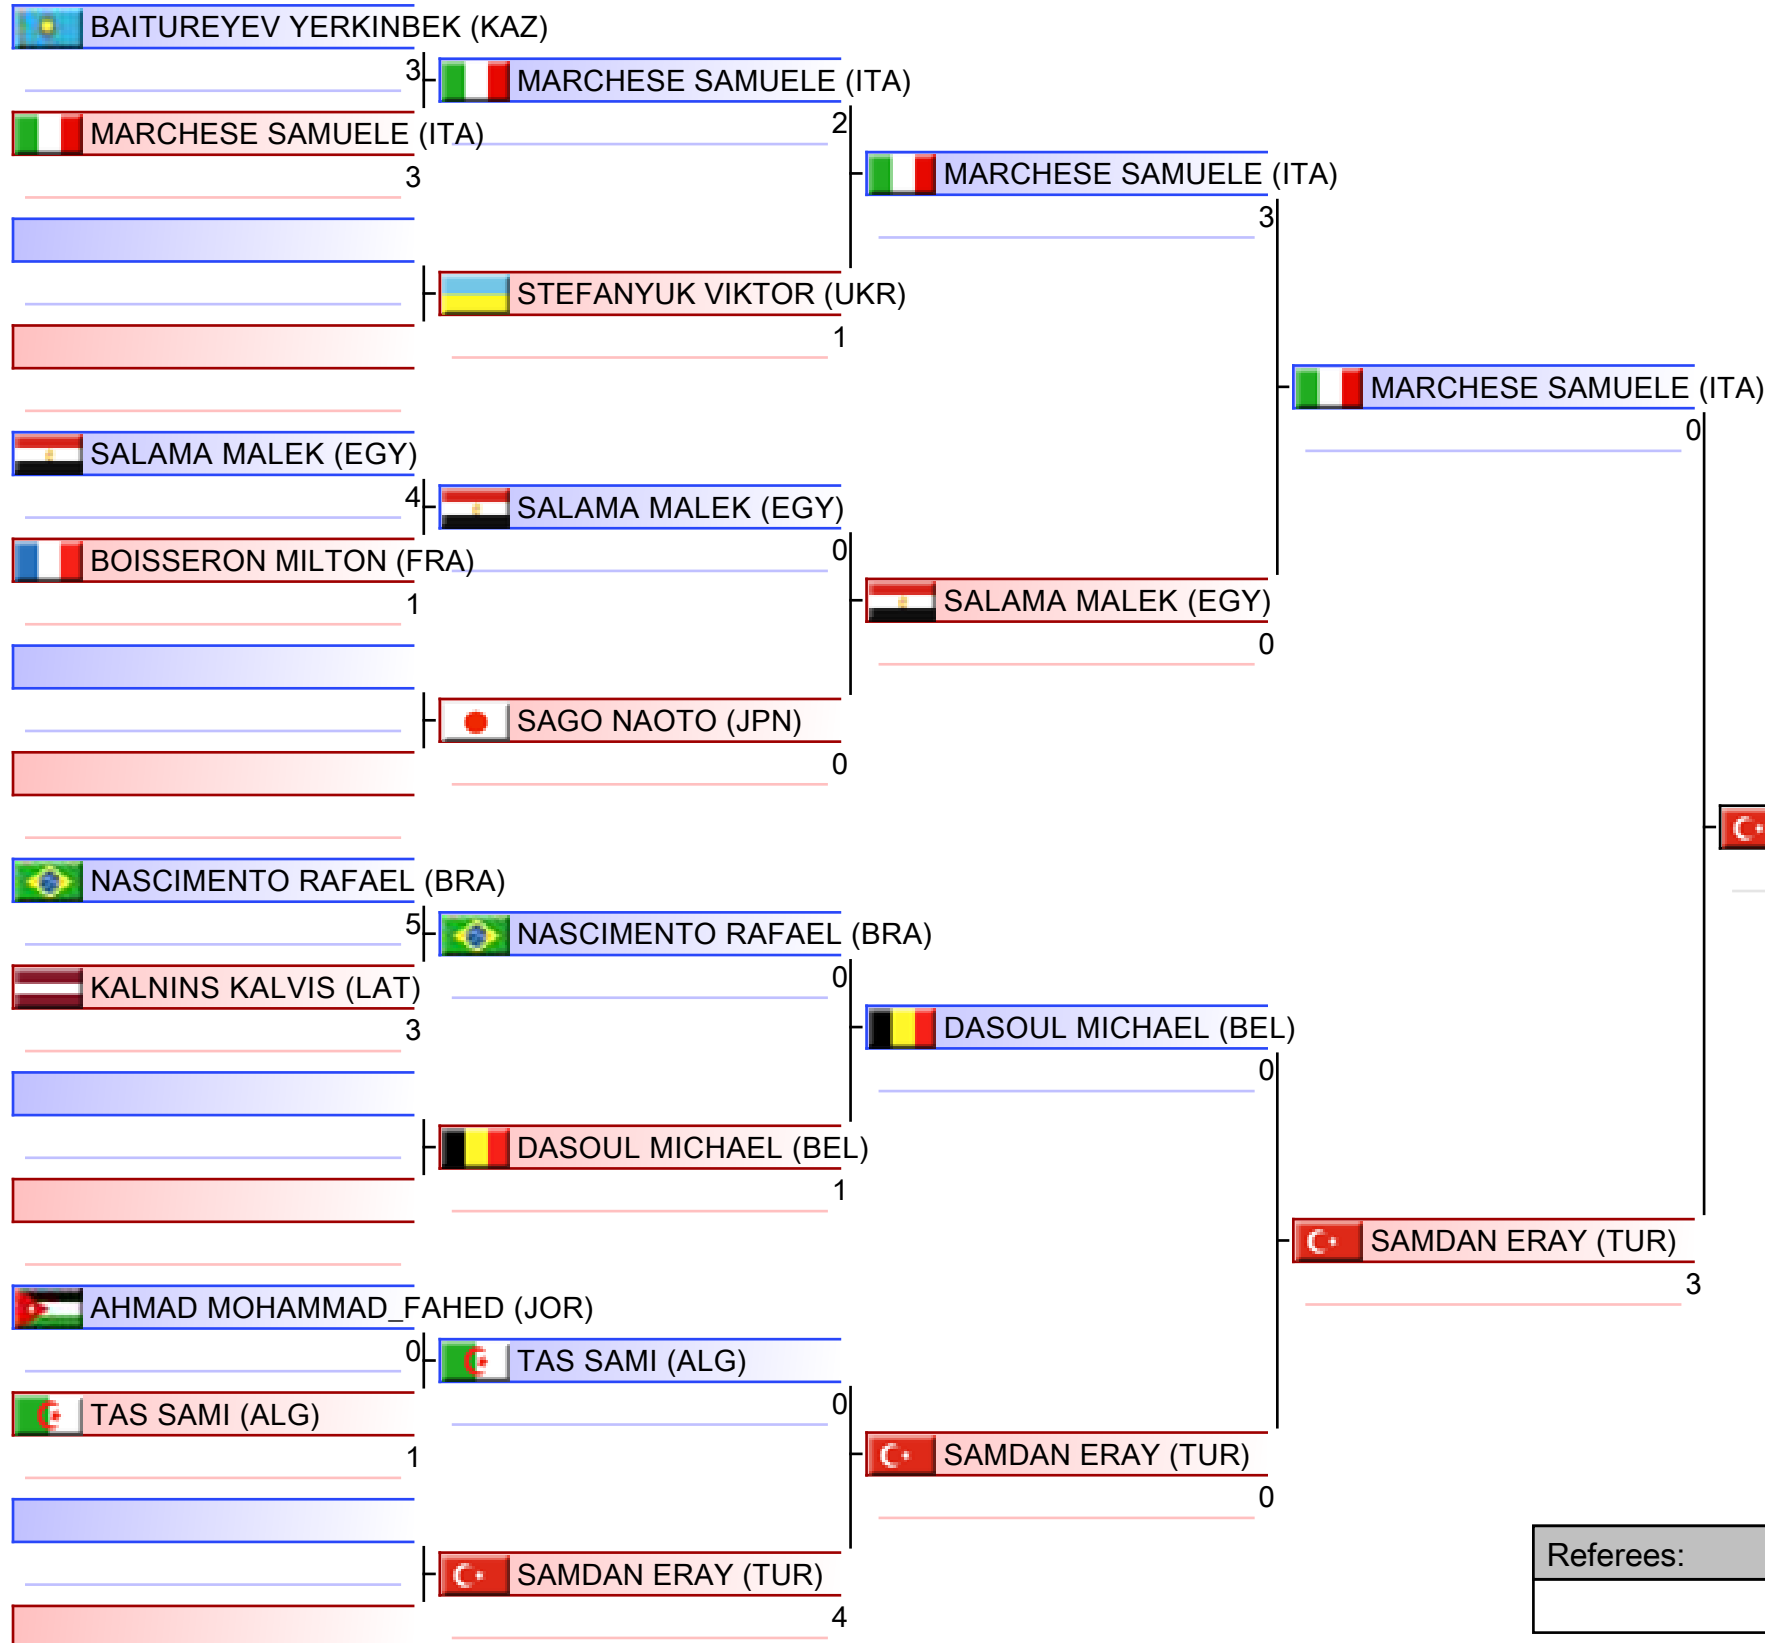 BAITUREYEV YERKINBEK (KAZ)
3
MARCHESE SAMUELE (ITA)
3
MARCHESE SAMUELE (ITA)
2
STEFANYUK VIKTOR (UKR)
1
SALAMA MALEK (EGY)
4
BOISSERON MILTON (FRA)
1
SALAMA MALEK (EGY)
0
SAGO NAOTO (JPN)
0
NASCIMENTO RAFAEL (BRA)
5
KALNINS KALVIS (LAT)
3
NASCIMENTO RAFAEL (BRA)
0
DASOUL MICHAEL (BEL)
1
AHMAD MOHAMMAD_FAHED (JOR)
0
TAS SAMI (ALG)
1
TAS SAMI (ALG)
0
SAMDAN ERAY (TUR)
4
MARCHESE SAMUELE (ITA)
3
SALAMA MALEK (EGY)
0
DASOUL MICHAEL (BEL)
0
SAMDAN ERAY (TUR)
0
MARCHESE SAMUELE (ITA)
0
SAMDAN ERAY (TUR)
3
Referees: